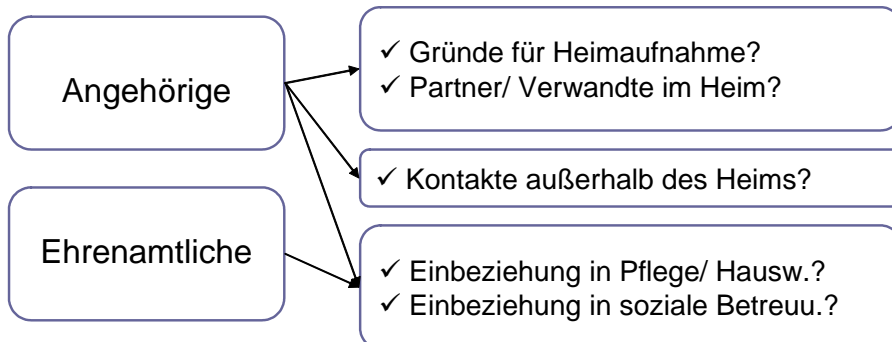 Angehörige
✓ Gründe für Heimaufnahme?
✓ Partner/ Verwandte im Heim?
✓ Kontakte außerhalb des Heims?
Ehrenamtliche
✓ Einbeziehung in Pflege/ Hausw.?
✓ Einbeziehung in soziale Betreuu.?